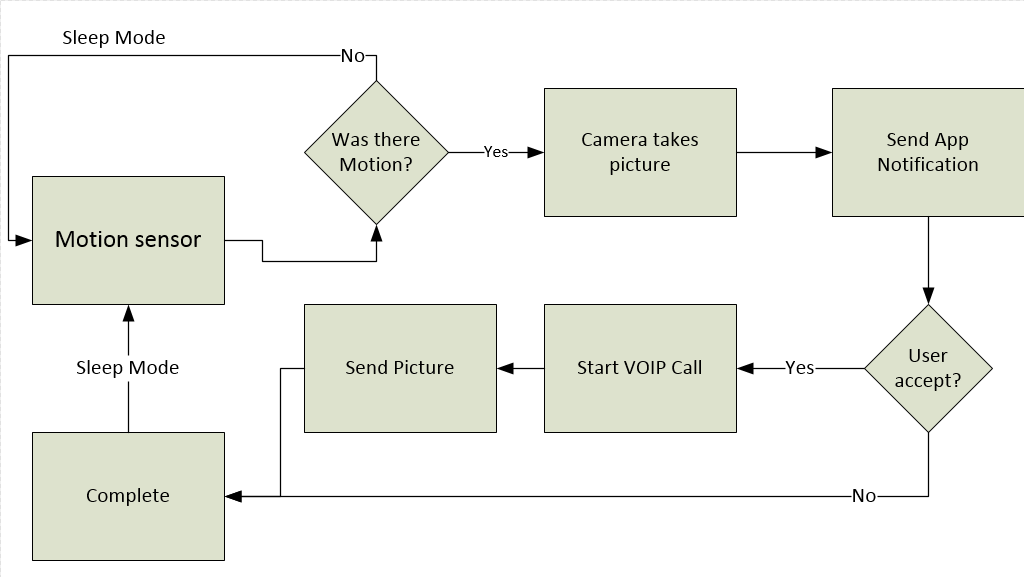 Sleep Mode
No
Was there
Motion?
Yes
Camera takes
picture
Send App
Notification
Motion sensor
Sleep Mode
Send Picture
Start VOIP Call
Yes
User
accept?
Complete
No